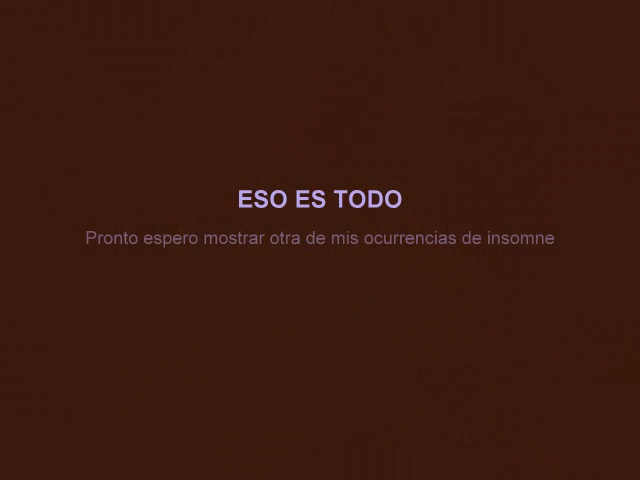 ESO ES TODO
Pronto espero mostrar otra de mis ocurrencias de insomne